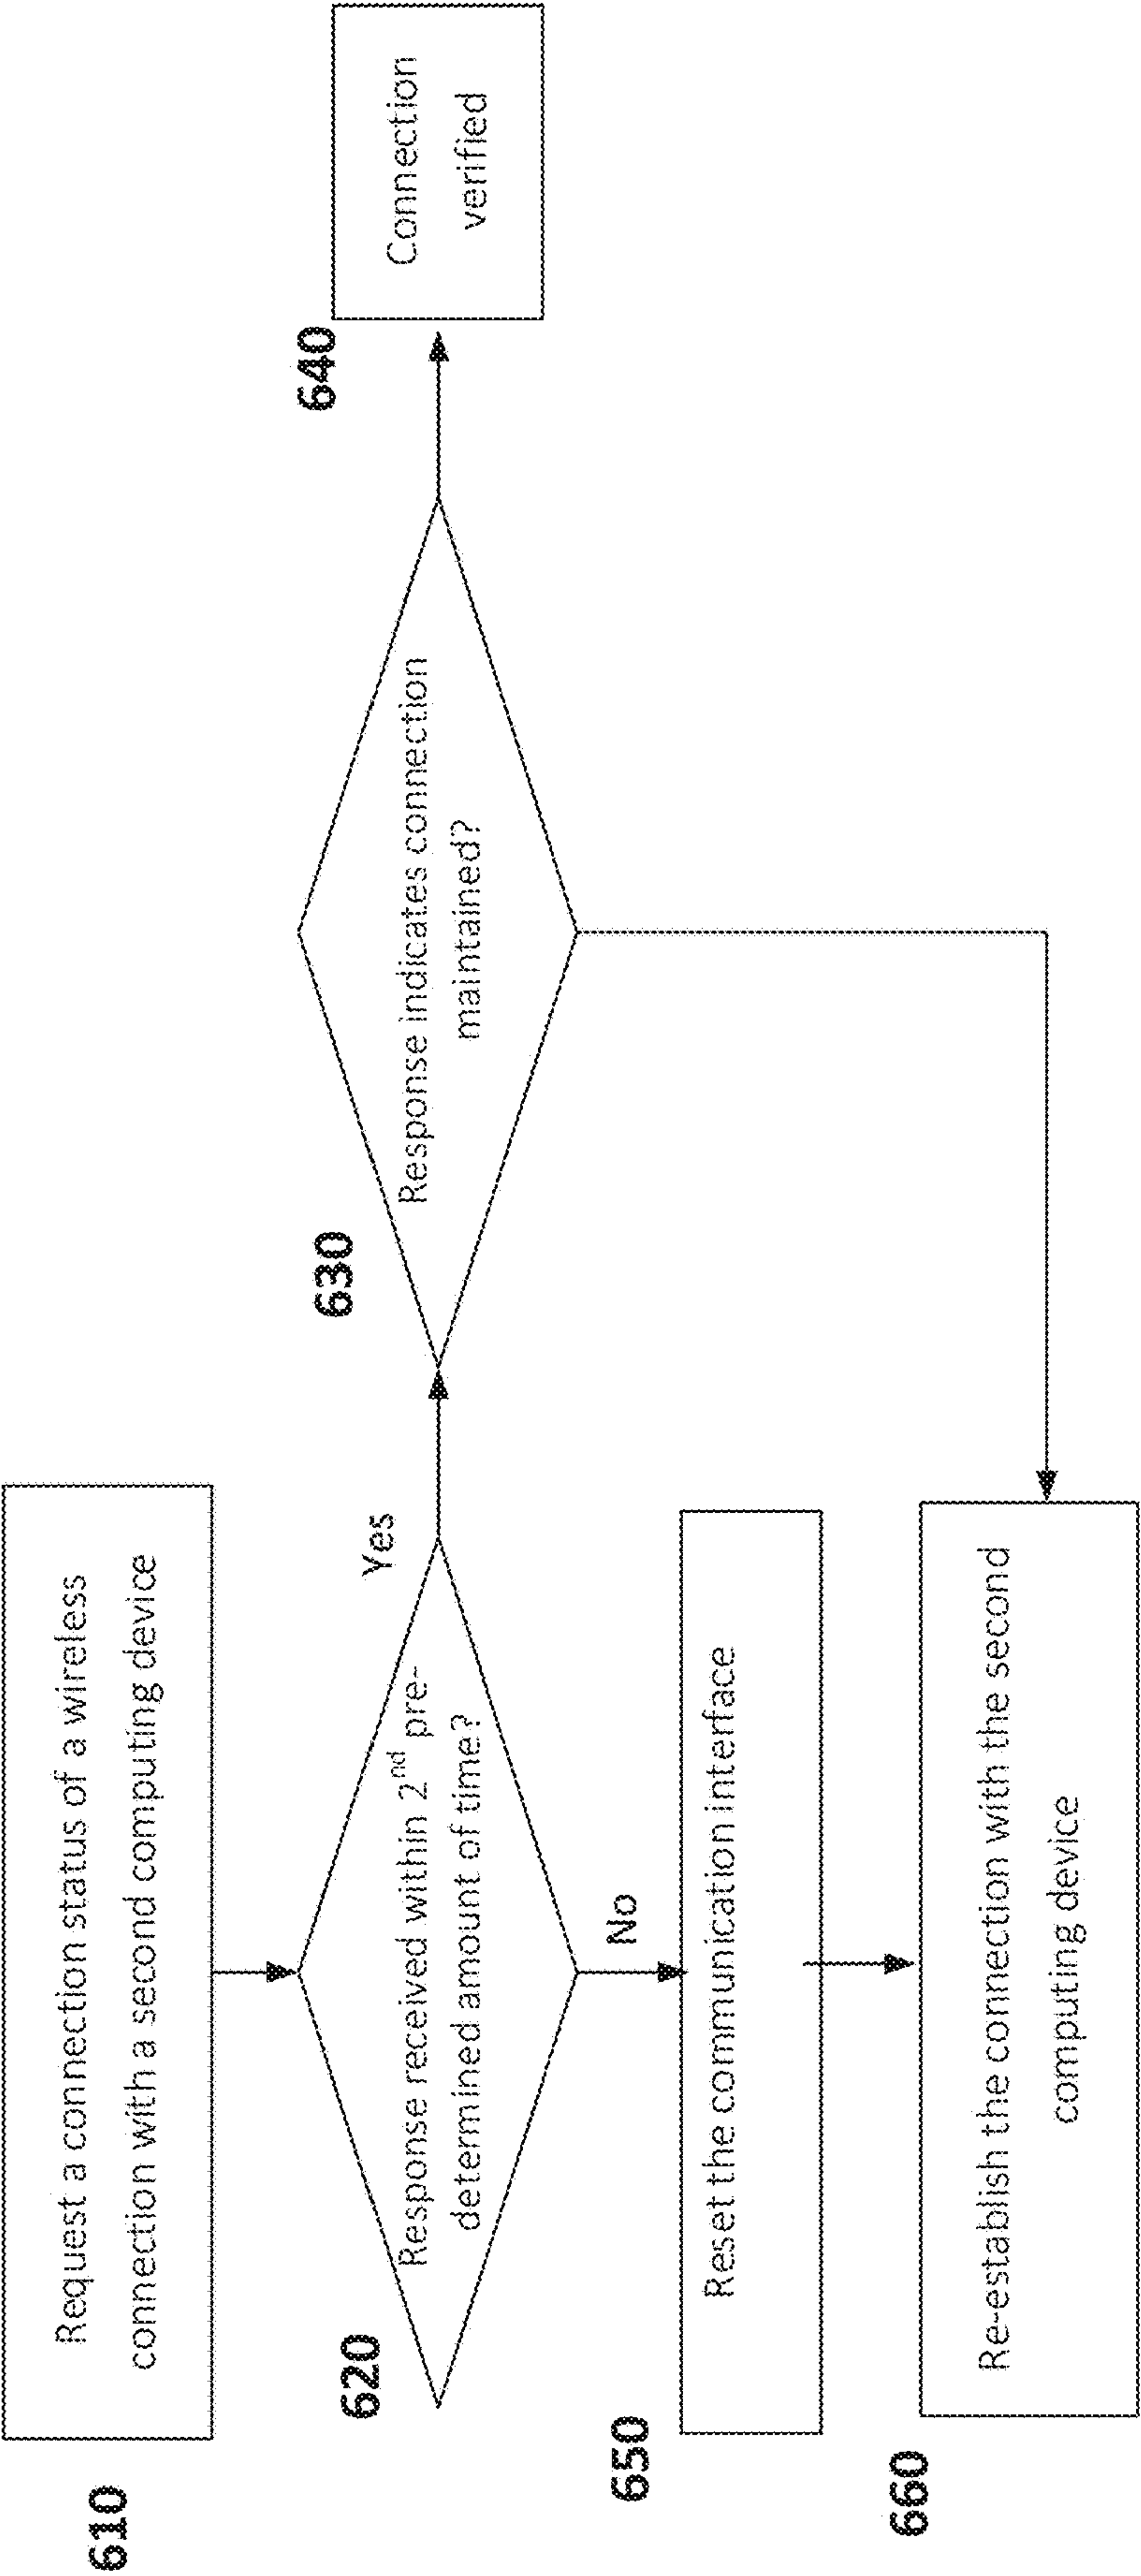 610
Request a connection status of a wireless
connection with a second computing device
620
Response received within 2nd pre-
determined amount of time?
Yes
630
Response indicates connection
maintained?
640
Connection
verified
No
650
Reset the communication interface
660
Re-establish the connection with the second
computing device